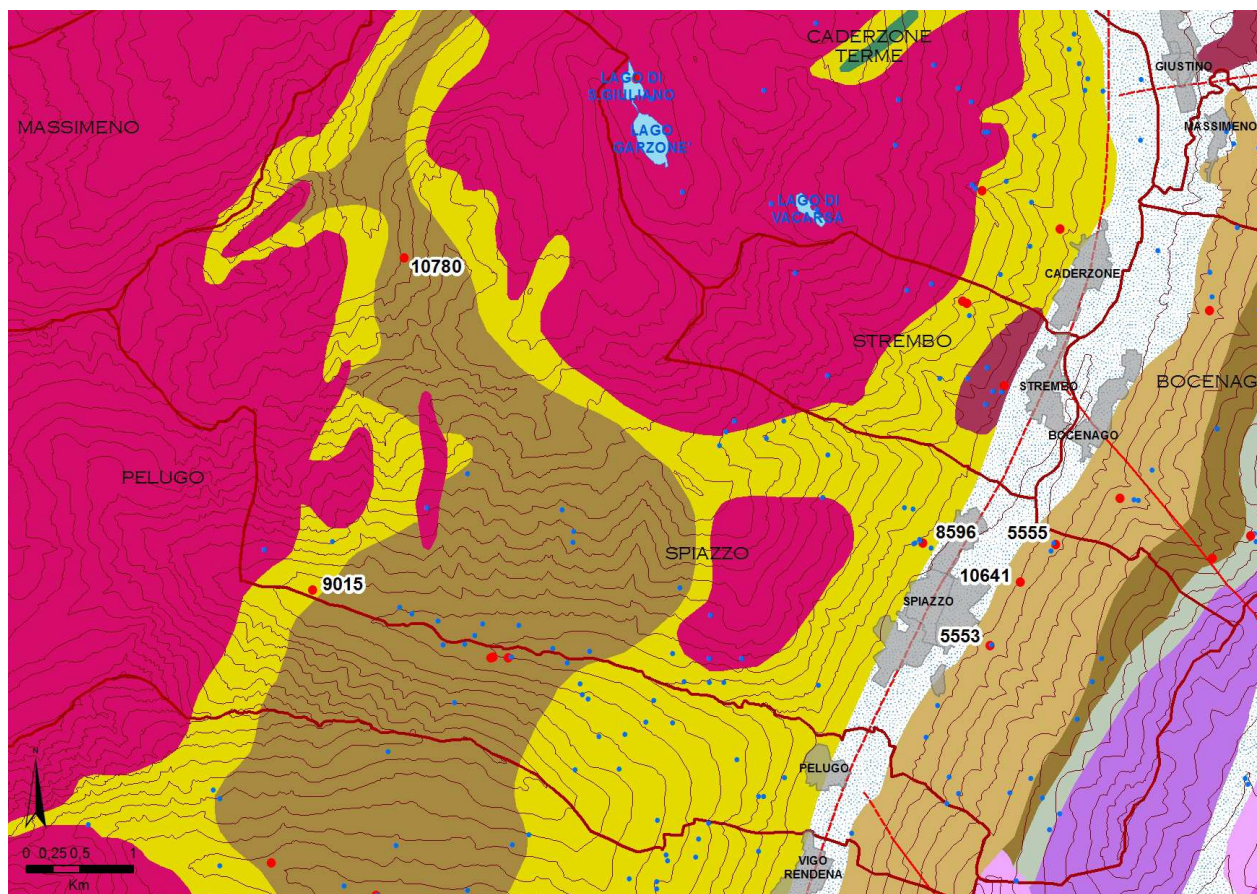 CADERZONE
TERME
GIUSTINO
LAGO DI
S.GIULIANO
MASSIMENO
LAGO
GARZONE'
MASSIMENO
LAGO DI
VACARSA
10780
CADERZONE
STREMBO
STREMBO
BOCENAG
BOCENAGO
PELUGO
8596
5555
SPIAZZO
10641
9015
SPIAZZO
5553
N
PELUGO
0 0,25 0,5 1
Km
VIGO
RENDENA